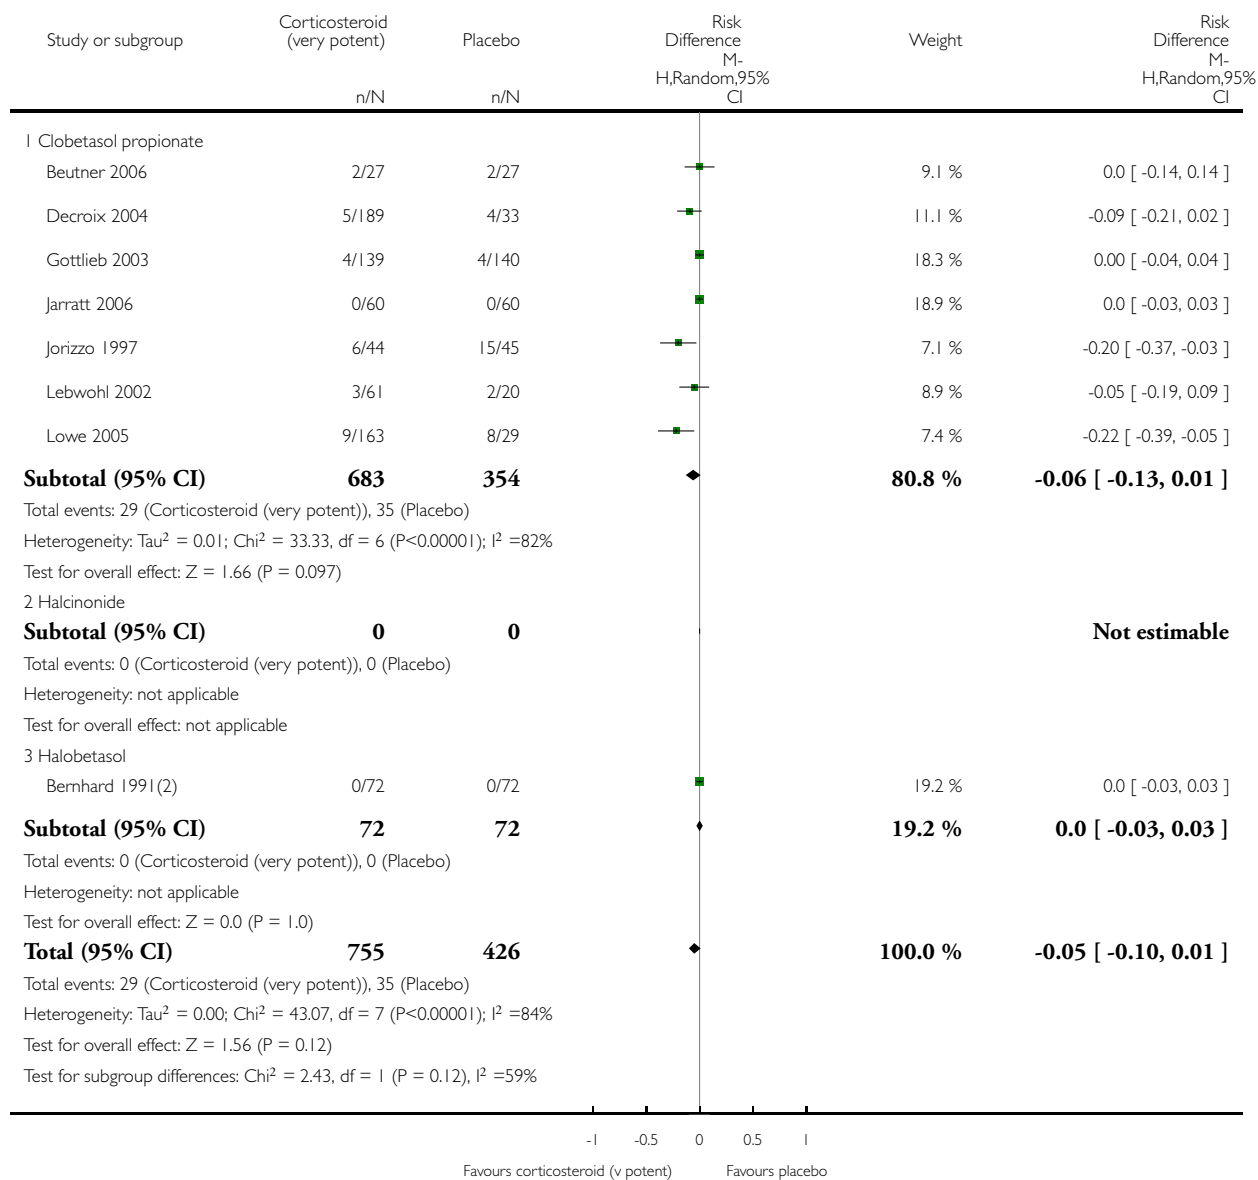 Study or subgroup Corticosteroid (very potent) Placebo Risk Difference M-H,Random,95% CI Weight Risk Difference M-H,Random,95% CI
n/N n/N
1 Clobetasol propionate
Beutner 2006 2/27 2/27 9.1 % 0.0 [ -0.14, 0.14 ]
Decroix 2004 5/189 4/33 11.1 % -0.09 [ -0.21, 0.02 ]
Gottlieb 2003 4/139 4/140 18.3 % 0.00 [ -0.04, 0.04 ]
Jarratt 2006 0/60 0/60 18.9 % 0.0 [ -0.03, 0.03 ]
Jorizzo 1997 6/44 15/45 7.1 % -0.20 [ -0.37, -0.03 ]
Lebwohl 2002 3/61 2/20 8.9 % -0.05 [ -0.19, 0.09 ]
Lowe 2005 9/163 8/29 7.4 % -0.22 [ -0.39, -0.05 ]
Subtotal (95% CI) 683 354 80.8 % -0.06 [ -0.13, 0.01 ]
Total events: 29 (Corticosteroid (very potent)), 35 (Placebo)
Heterogeneity: Tau² = 0.01; Chi² = 33.33, df = 6 (P<0.00001); I² =82%
Test for overall effect: Z = 1.66 (P = 0.097)
2 Halcinonide
Subtotal (95% CI) 0 0 Not estimable
Total events: 0 (Corticosteroid (very potent)), 0 (Placebo)
Heterogeneity: not applicable
Test for overall effect: not applicable
3 Halobetasol
Bernhard 1991(2) 0/72 0/72 19.2 % 0.0 [ -0.03, 0.03 ]
Subtotal (95% CI) 72 72 19.2 % 0.0 [ -0.03, 0.03 ]
Total events: 0 (Corticosteroid (very potent)), 0 (Placebo)
Heterogeneity: not applicable
Test for overall effect: Z = 0.0 (P = 1.0)
Total (95% CI) 755 426 100.0 % -0.05 [ -0.10, 0.01 ]
Total events: 29 (Corticosteroid (very potent)), 35 (Placebo)
Heterogeneity: Tau² = 0.00; Chi² = 43.07, df = 7 (P<0.00001); I² =84%
Test for overall effect: Z = 1.56 (P = 0.12)
Test for subgroup differences: Chi² = 2.43, df = 1 (P = 0.12), I² =59%
-1 -0.5 0 0.5 1
Favours corticosteroid (v potent) Favours placebo